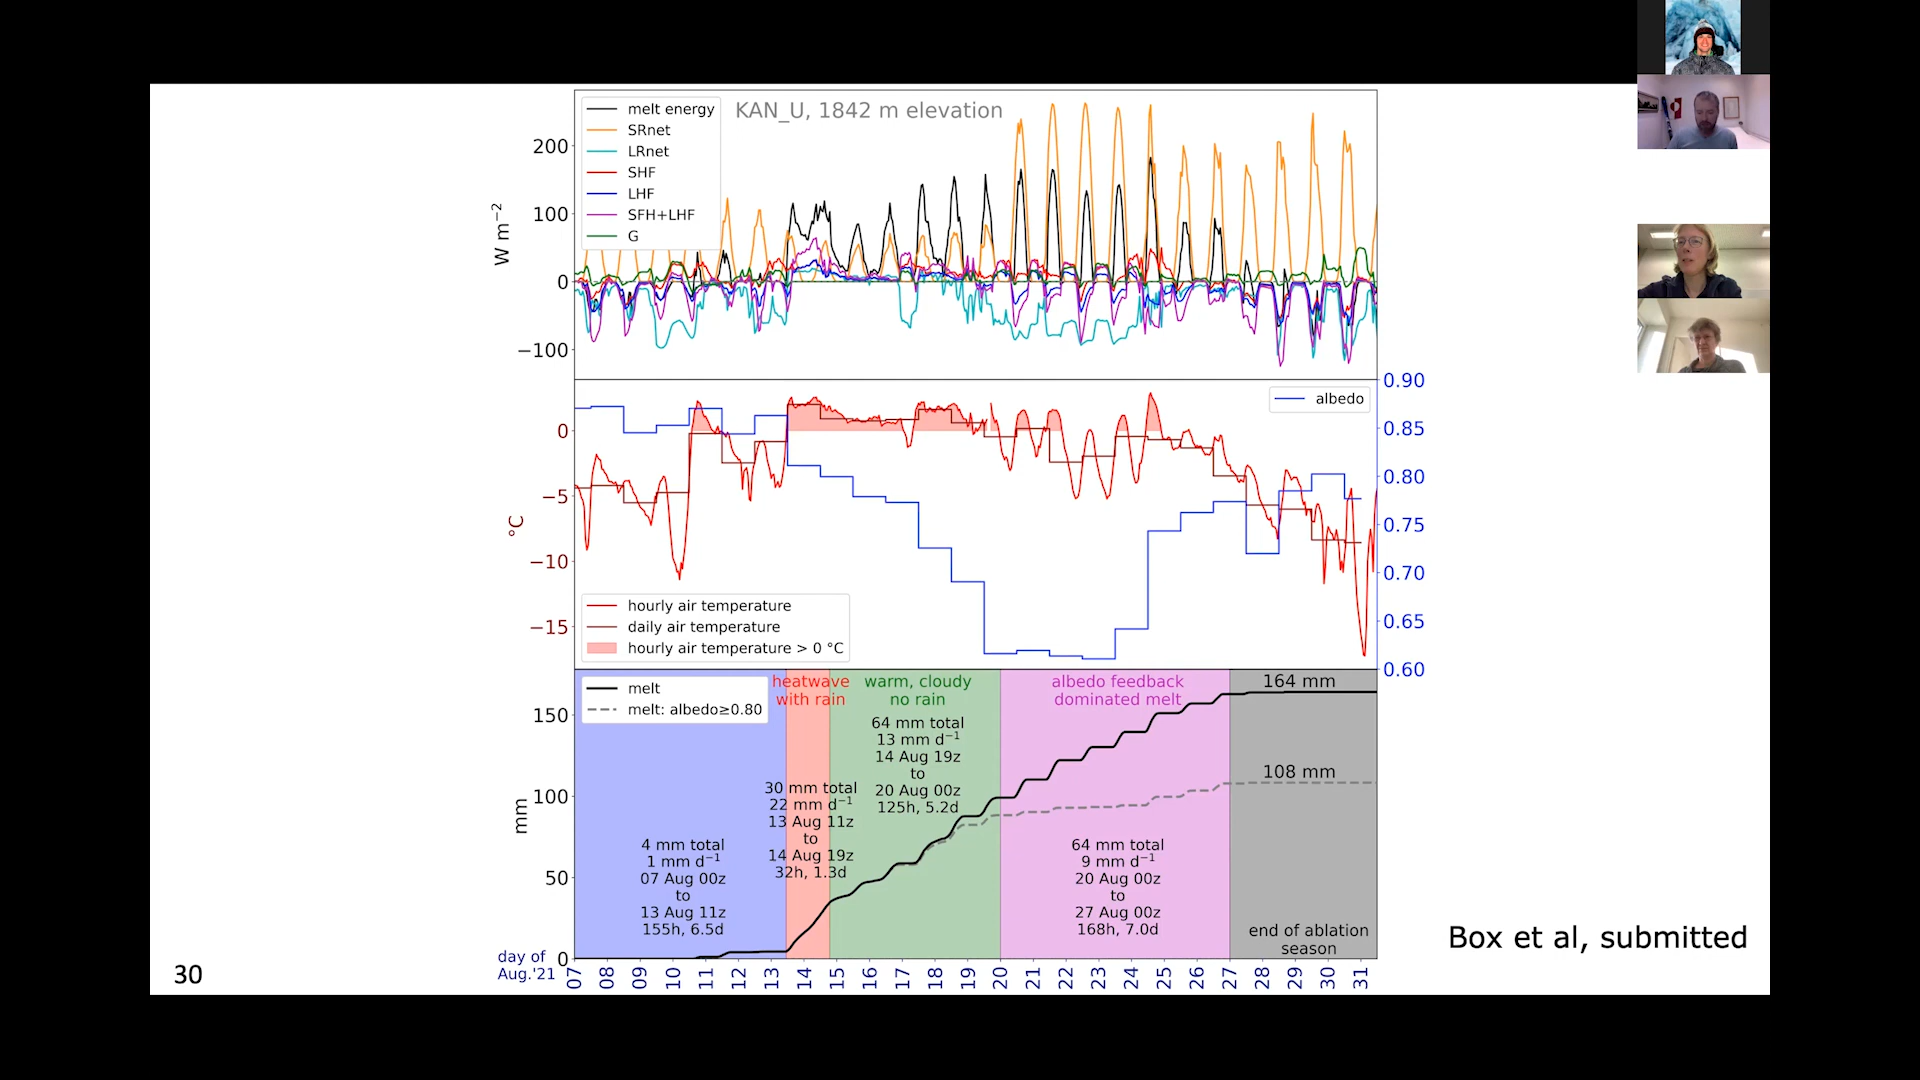 KAN_U, 1842 m elevation
melt energy
SRnet
LRnet
SHF
LHF
SFH+LHF
G
W m⁻²
200
100
0
−100
albedo
0.90
0.85
0.80
0.75
0.70
0.65
0.60
°C
0
−5
−10
−15
hourly air temperature
daily air temperature
hourly air temperature > 0 °C
melt
melt: albedo≥0.80
heatwave
with rain
warm, cloudy
no rain
albedo feedback
dominated melt
164 mm
108 mm
mm
150
100
50
0
4 mm total
1 mm d⁻¹
07 Aug 00z
to
13 Aug 11z
155h, 6.5d
30 mm total
22 mm d⁻¹
13 Aug 11z
to
14 Aug 19z
32h, 1.3d
64 mm total
13 mm d⁻¹
14 Aug 19z
to
20 Aug 00z
125h, 5.2d
64 mm total
9 mm d⁻¹
20 Aug 00z
to
27 Aug 00z
168h, 7.0d
end of ablation
season
day of
Aug.'21
07 08 09 10 11 12 13 14 15 16 17 18 19 20 21 22 23 24 25 26 27 28 29 30 31
Box et al, submitted
30